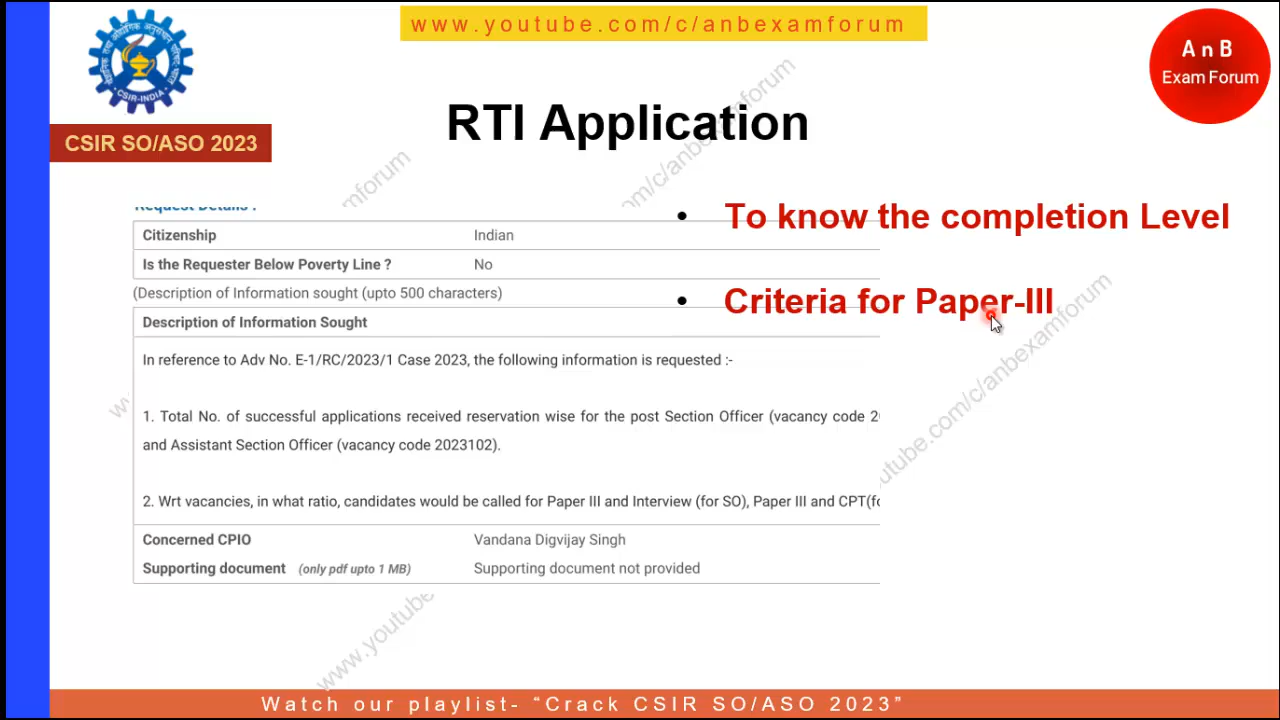 www.youtube.com/c/anbexamforum
AnB
Exam Forum
CSIR-INDIA
CSIR SO/ASO 2023
RTI Application
Request Details :
Citizenship Indian
Is the Requester Below Poverty Line ? No
(Description of Information sought (upto 500 characters)
Description of Information Sought
In reference to Adv No. E-1/RC/2023/1 Case 2023, the following information is requested :-
1. Total No. of successful applications received reservation wise for the post Section Officer (vacancy code
and Assistant Section Officer (vacancy code 2023102).
2. Wrt vacancies, in what ratio, candidates would be called for Paper III and Interview (for SO), Paper III and CPT
Concerned CPIO Vandana Digvijay Singh
Supporting document (only pdf upto 1 MB) Supporting document not provided
• To know the completion Level
• Criteria for Paper-III
Watch our playlist- “Crack CSIR SO/ASO 2023”